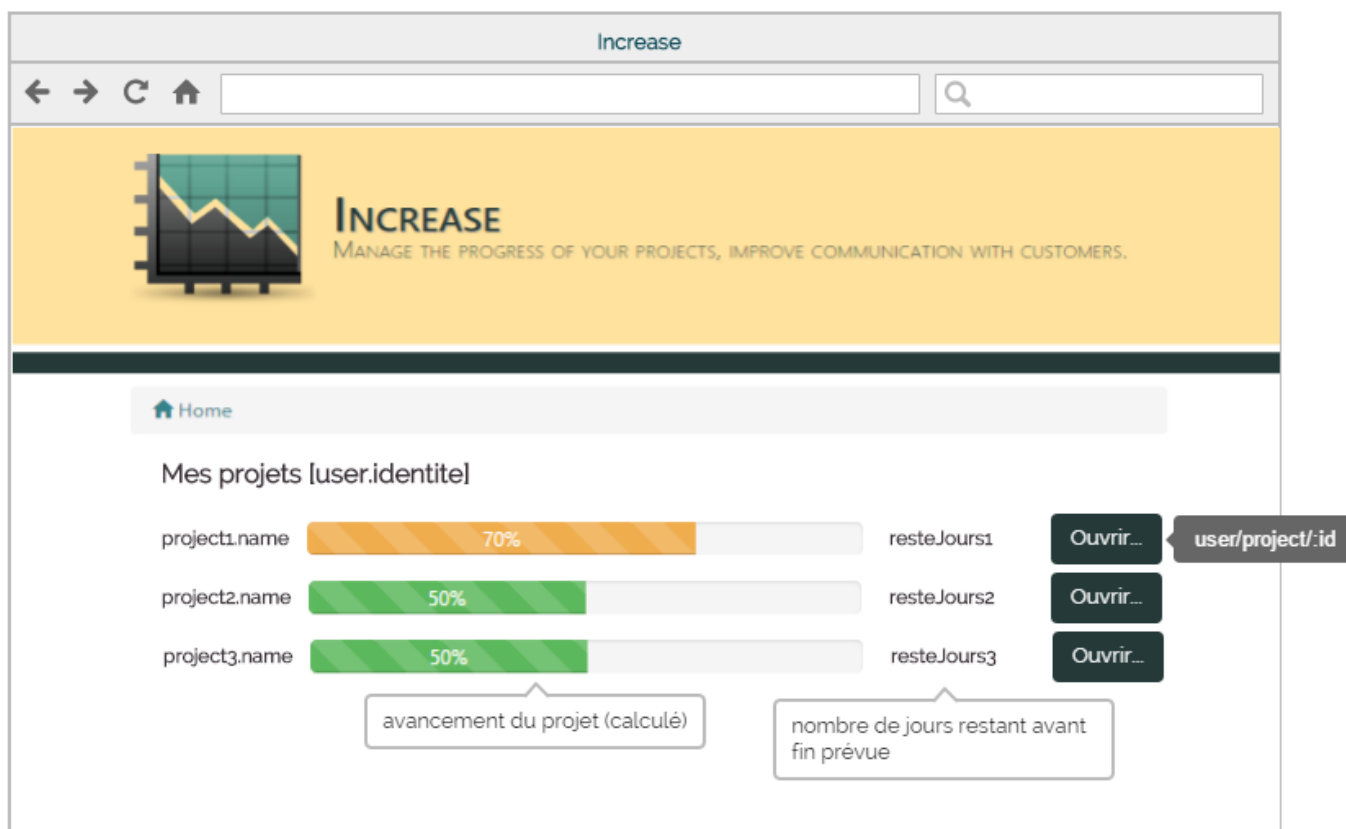 Increase
INCREASE
MANAGE THE PROGRESS OF YOUR PROJECTS, IMPROVE COMMUNICATION WITH CUSTOMERS.
Home
Mes projets [user.identite]
project1.name 70% resteJours1 Ouvrir... user/project/:id
project2.name 50% resteJours2 Ouvrir...
project3.name 50% resteJours3 Ouvrir...
avancement du projet (calculé)
nombre de jours restant avant
fin prévue